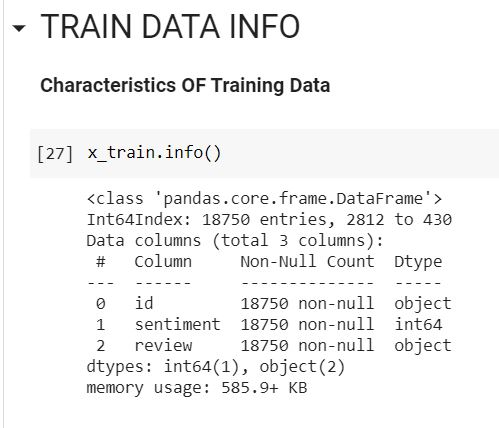 TRAIN DATA INFO
Characteristics OF Training Data
[27] x_train.info()
<class 'pandas.core.frame.DataFrame'>
Int64Index: 18750 entries, 2812 to 430
Data columns (total 3 columns):
 #   Column     Non-Null Count  Dtype
---  ------     --------------  -----
 0   id         18750 non-null  object
 1   sentiment  18750 non-null  int64
 2   review     18750 non-null  object
dtypes: int64(1), object(2)
memory usage: 585.9+ KB